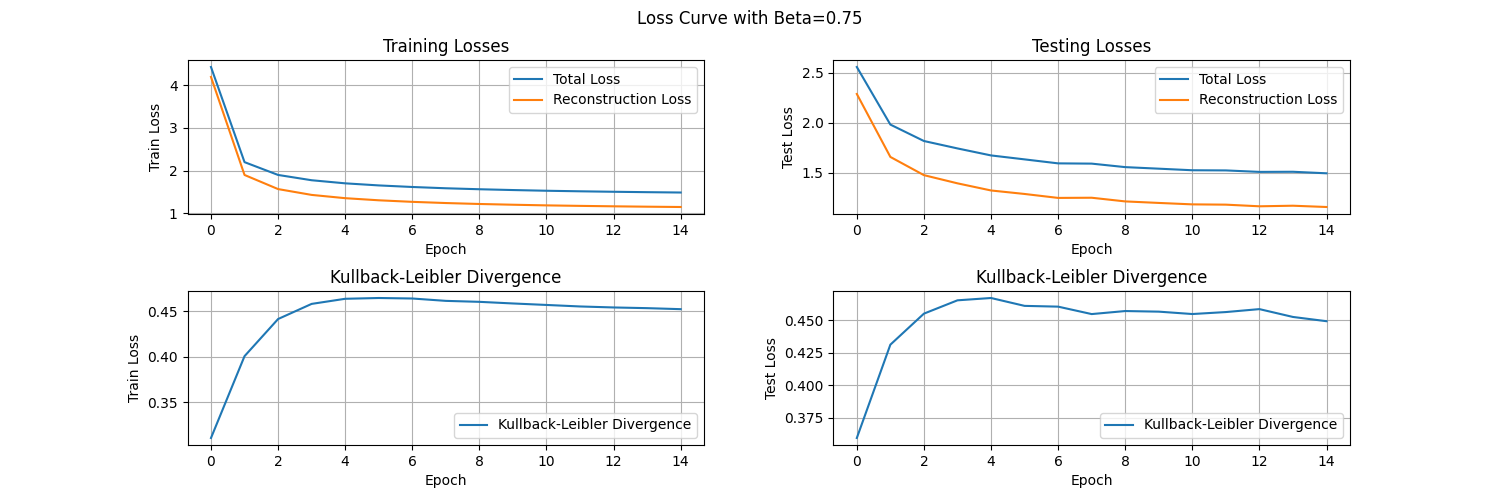 Loss Curve with Beta=0.75
Training Losses
Train Loss
4
3
2
1
Total Loss
Reconstruction Loss
0 2 4 6 8 10 12 14
Epoch
Testing Losses
Test Loss
2.5
2.0
1.5
Total Loss
Reconstruction Loss
0 2 4 6 8 10 12 14
Epoch
Kullback-Leibler Divergence
Train Loss
0.45
0.40
0.35
Kullback-Leibler Divergence
0 2 4 6 8 10 12 14
Epoch
Kullback-Leibler Divergence
Test Loss
0.450
0.425
0.400
0.375
Kullback-Leibler Divergence
0 2 4 6 8 10 12 14
Epoch